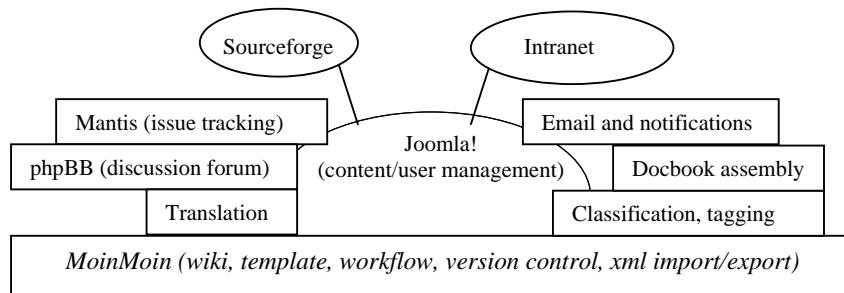 Sourceforge
Intranet
Mantis (issue tracking)
Joomla!
(content/user management)
Email and notifications
phpBB (discussion forum)
Docbook assembly
Translation
Classification, tagging
MoinMoin (wiki, template, workflow, version control, xml import/export)